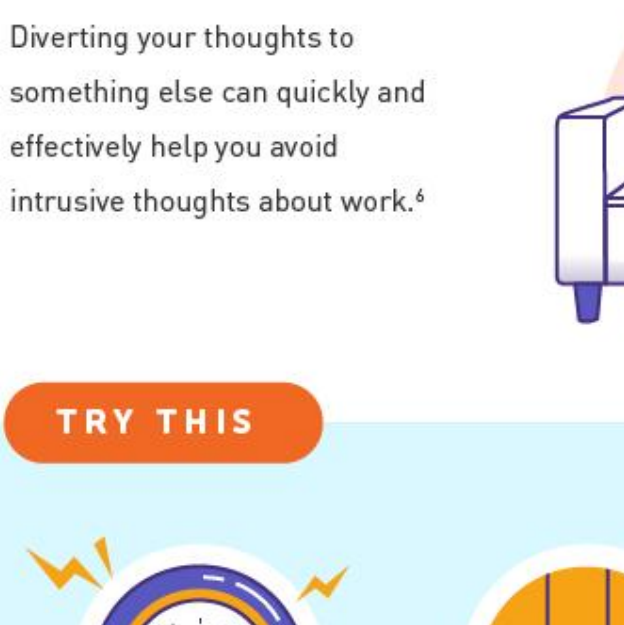 Diverting your thoughts to
something else can quickly and
effectively help you avoid
intrusive thoughts about work.⁶
TRY THIS